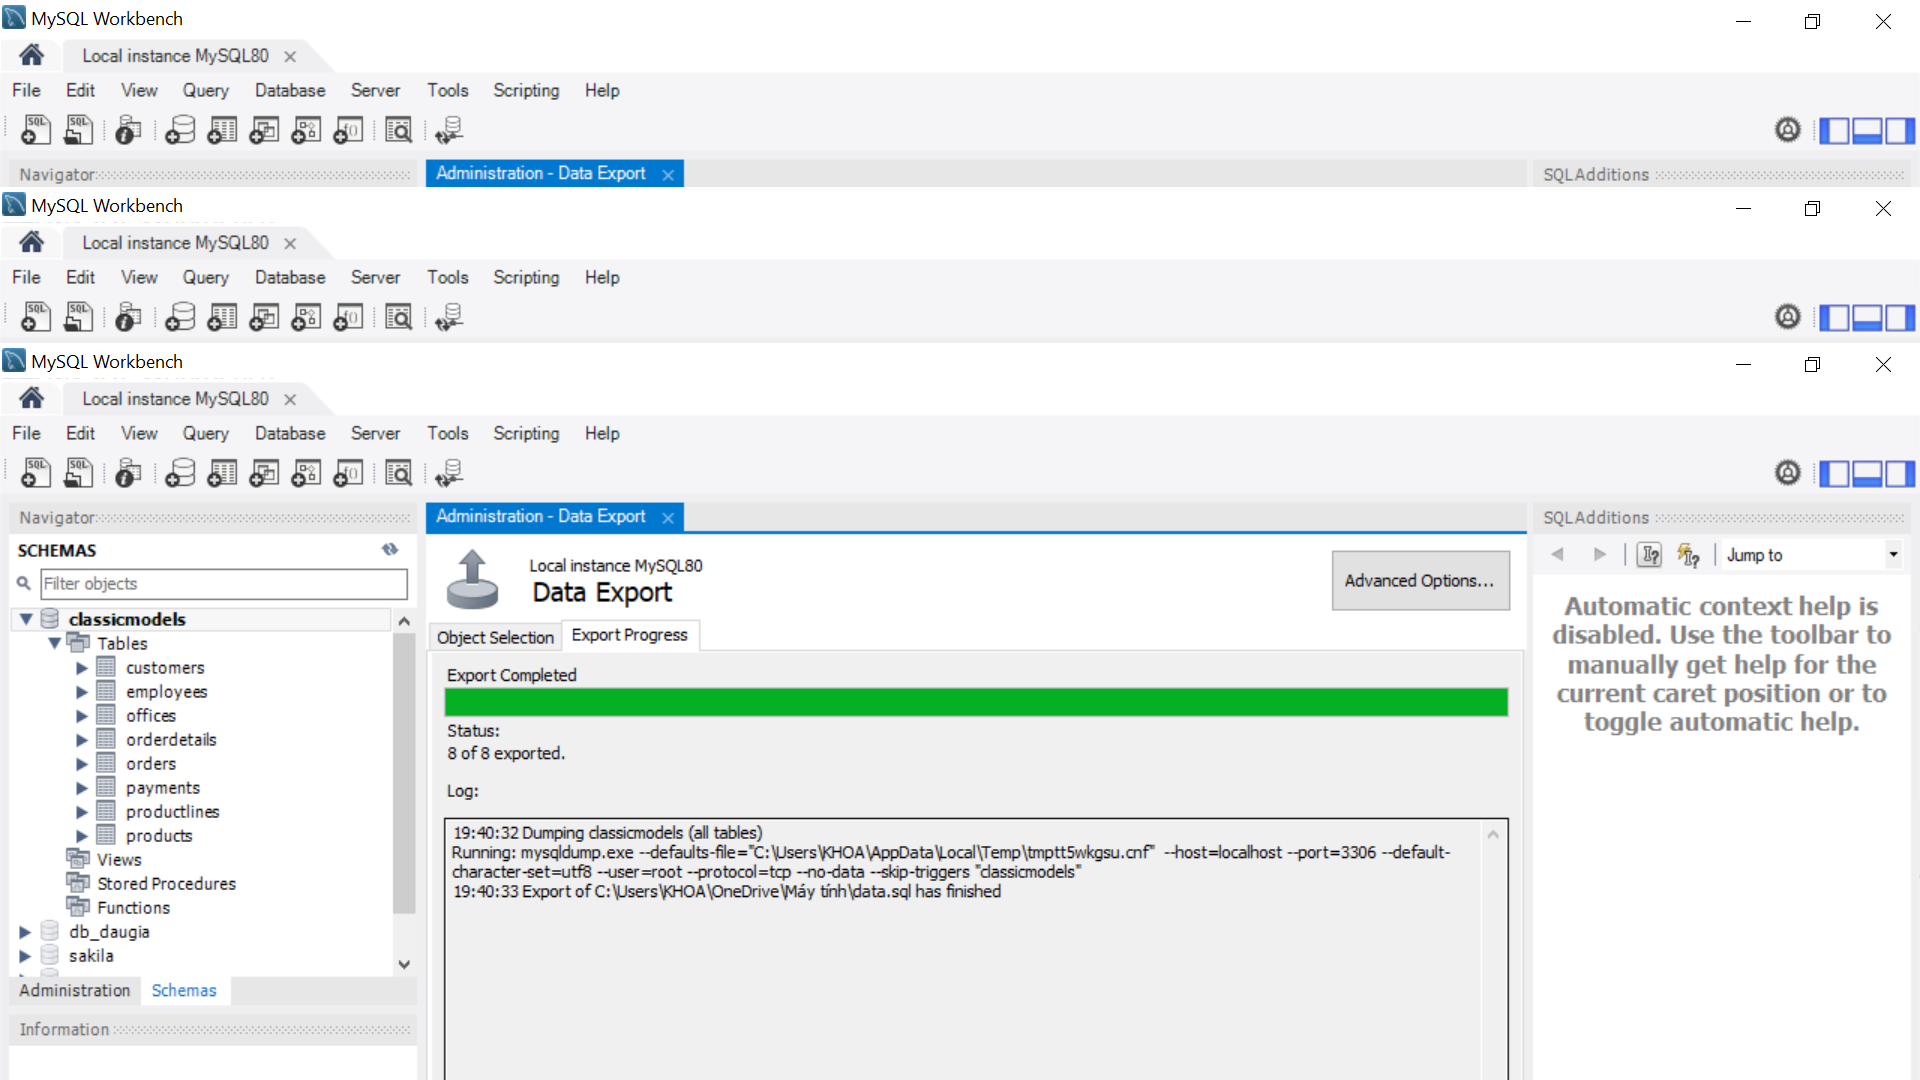 MySQL Workbench
Local instance MySQL80
File Edit View Query Database Server Tools Scripting Help
Navigator
Administration - Data Export
SQLAdditions
MySQL Workbench
Local instance MySQL80
File Edit View Query Database Server Tools Scripting Help
MySQL Workbench
Local instance MySQL80
File Edit View Query Database Server Tools Scripting Help
Navigator
SCHEMAS
Filter objects
classicmodels
Tables
customers
employees
offices
orderdetails
orders
payments
productlines
products
Views
Stored Procedures
Functions
db_daugia
sakila
Administration Schemas
Information
Administration - Data Export
Local instance MySQL80
Data Export
Advanced Options...
Object Selection Export Progress
Export Completed
Status:
8 of 8 exported.
Log:
19:40:32 Dumping classicmodels (all tables)
Running: mysqldump.exe --defaults-file="C:\Users\KHOA\AppData\Local\Temp\tmptt5wkgsu.cnf" --host=localhost --port=3306 --default-
character-set=utf8 --user=root --protocol=tcp --no-data --skip-triggers "classicmodels"
19:40:33 Export of C:\Users\KHOA\OneDrive\Máy tính\data.sql has finished
SQLAdditions
Jump to
Automatic context help is
disabled. Use the toolbar to
manually get help for the
current caret position or to
toggle automatic help.